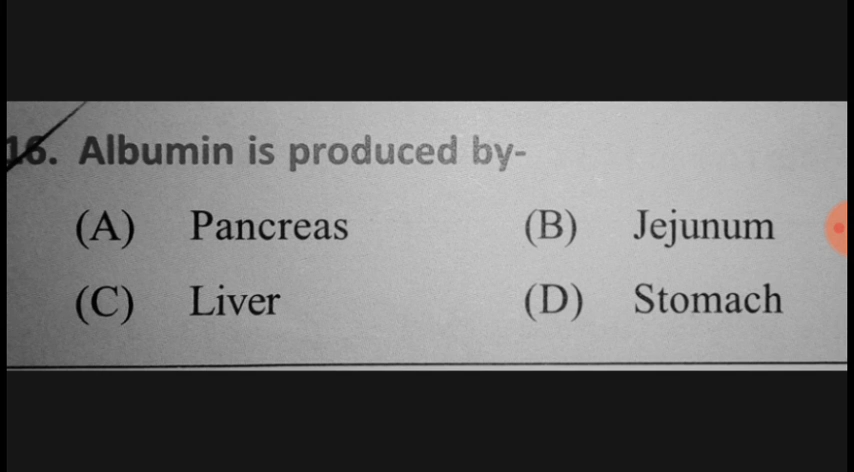 16. Albumin is produced by-
(A) Pancreas (B) Jejunum
(C) Liver (D) Stomach